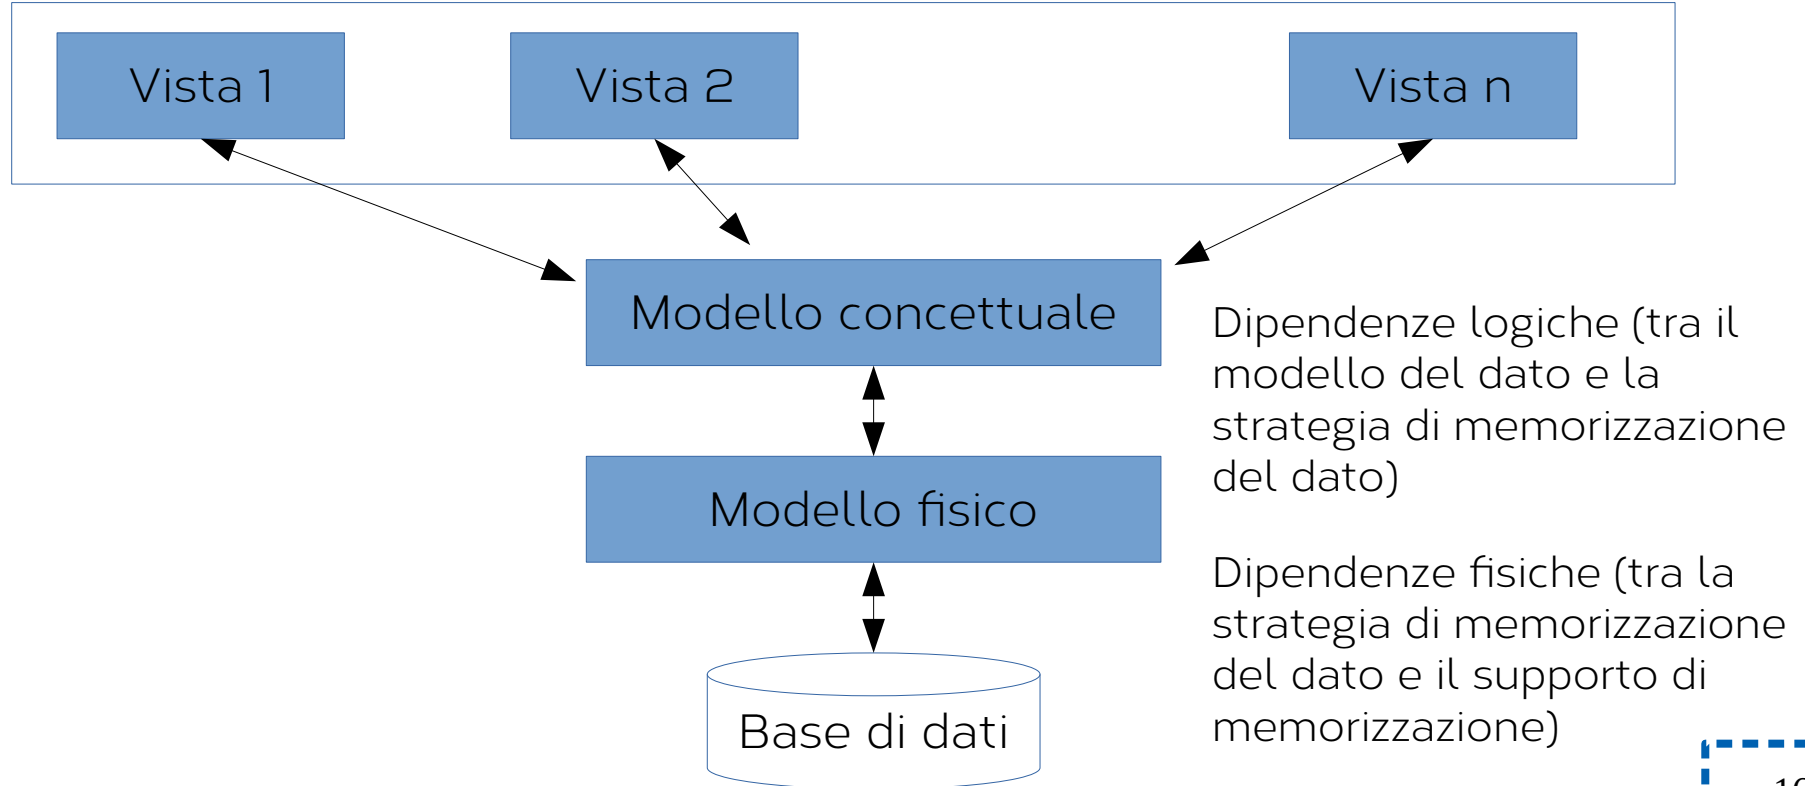 Vista 1
Vista 2
Vista n
Modello concettuale
Dipendenze logiche (tra il
modello del dato e la
strategia di memorizzazione
del dato)
Modello fisico
Dipendenze fisiche (tra la
strategia di memorizzazione
del dato e il supporto di
memorizzazione)
Base di dati